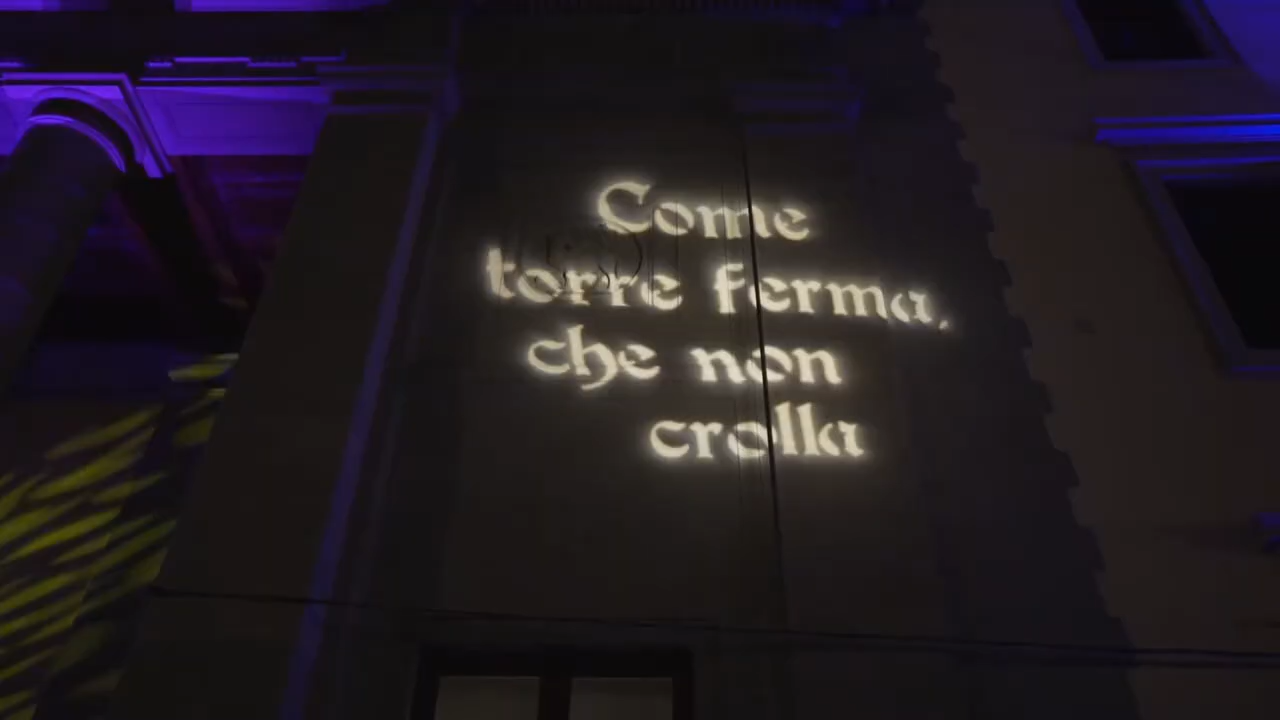 Come
torre ferma,
che non
crolla